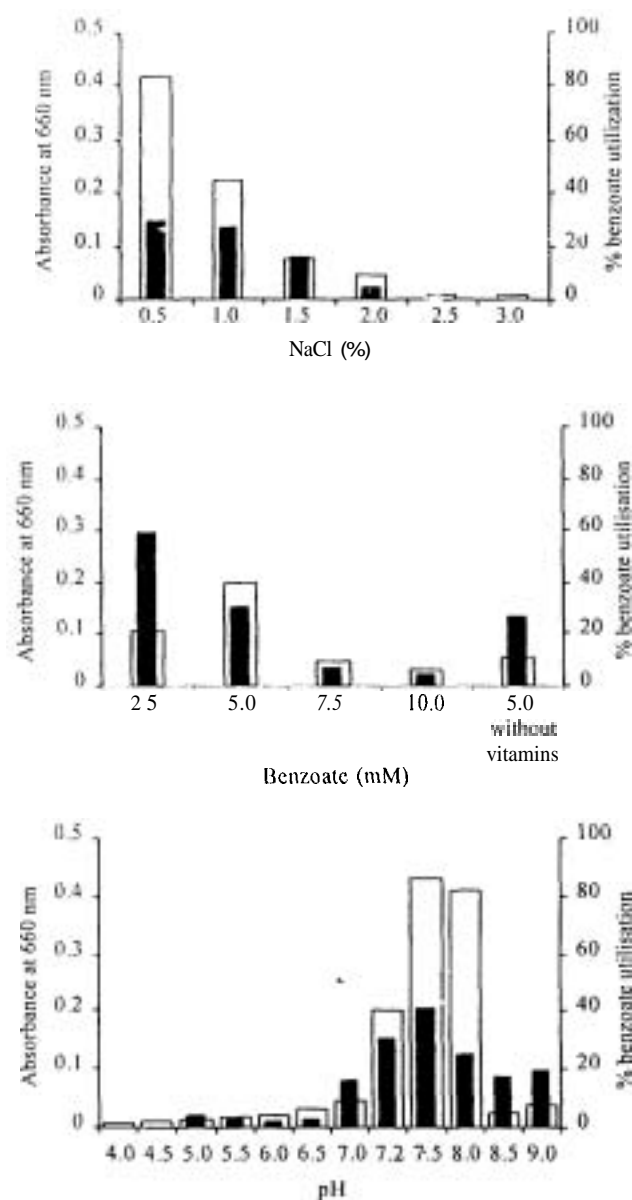 Absorbance at 660 nm
0.5
0.4
0.3
0.2
0.1
0
100
80
60
40
20
0
% benzoate utilization
0.5 1.0 1.5 2.0 2.5 3.0
NaCl (%)
Absorbance at 660 nm
0.5
0.4
0.3
0.2
0.1
0
100
80
60
40
20
0
% benzoate utilisation
2 5 5.0 7.5 10.0 5.0
without
vitamins
Benzoate (mM)
Absorbance at 660 nm
0.5
0.4
0.3
0.2
0.1
0
100
80
60
40
20
0
% benzoate utilisation
4.0 4.5 5.0 5.5 6.0 6.5 7.0 7.2 7.5 8.0 8.5 9.0
pH